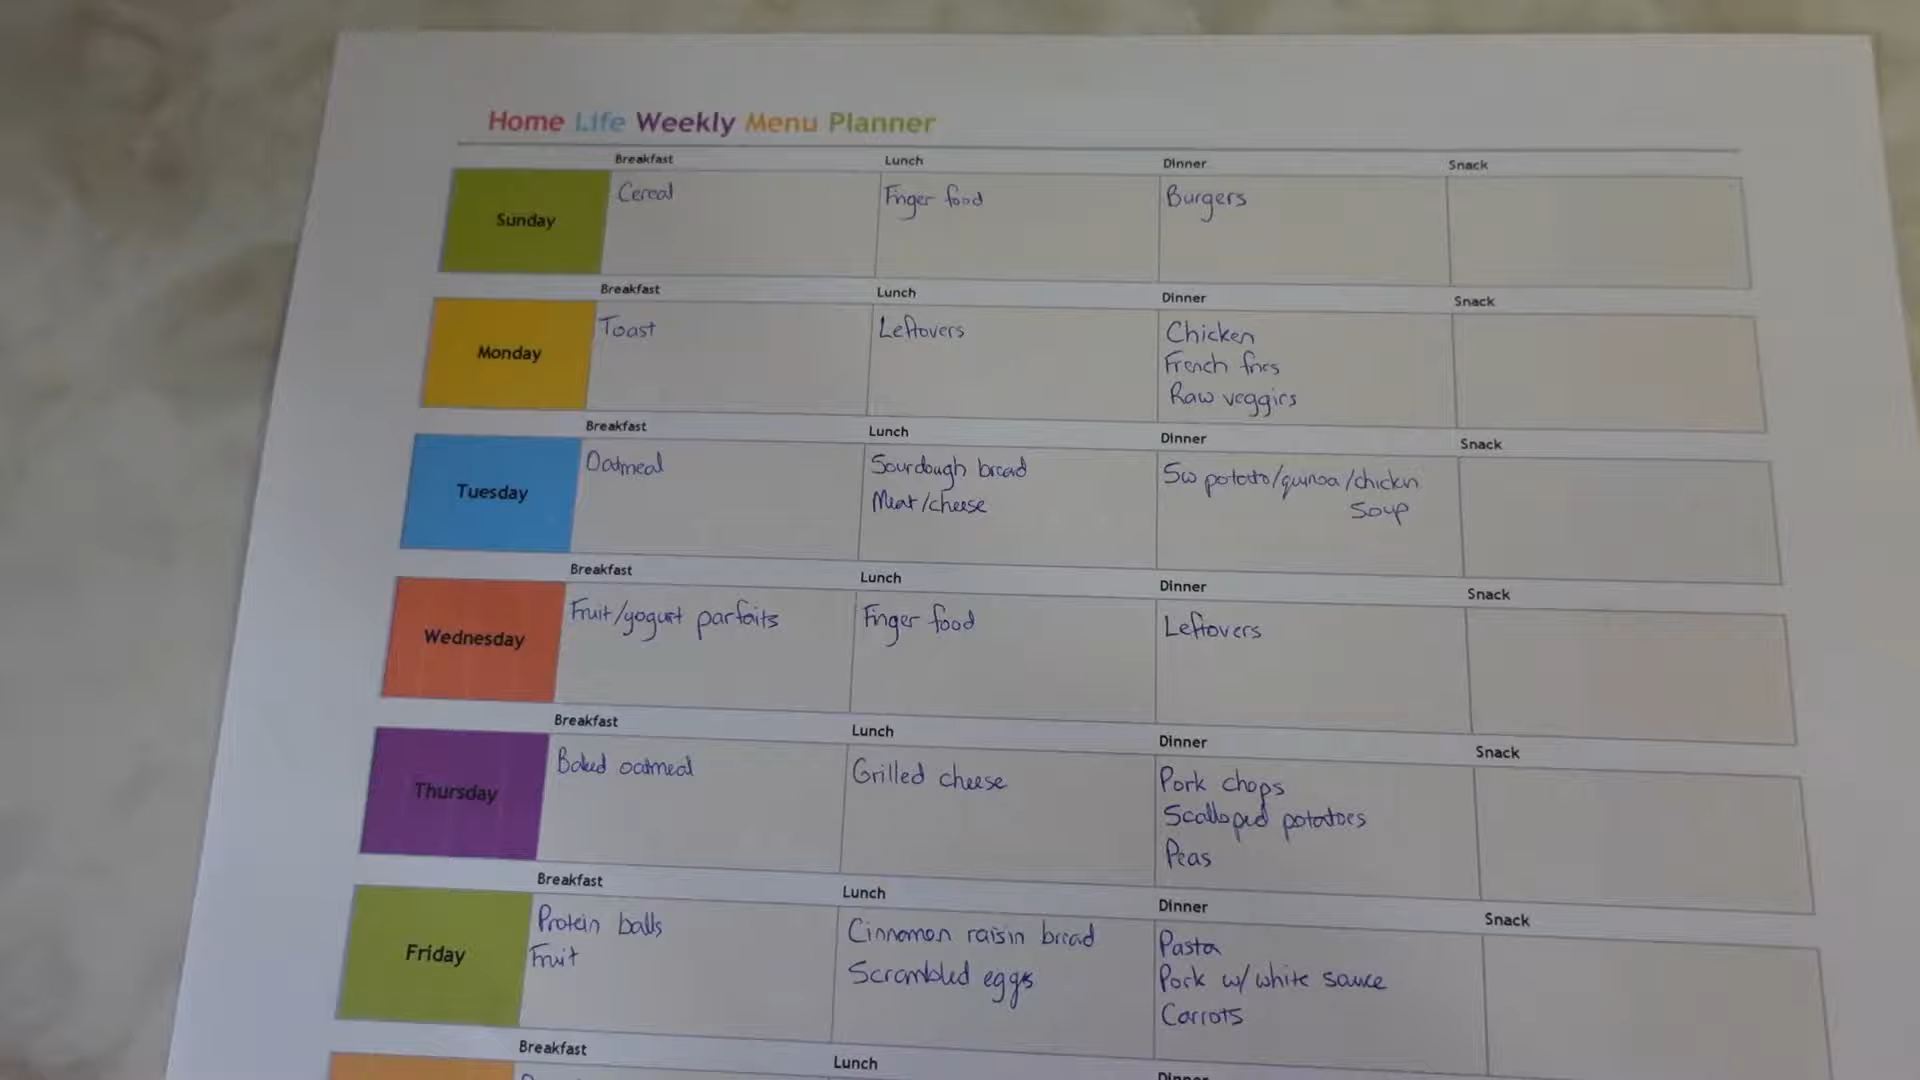 Home Life Weekly Menu Planner
Breakfast Lunch Dinner Snack
Sunday
Cereal
Finger food
Burgers
Breakfast Lunch Dinner Snack
Monday
Toast
Leftovers
Chicken
French fries
Raw veggies
Breakfast Lunch Dinner Snack
Tuesday
Oatmeal
Sourdough bread
Meat/cheese
Sw potato/quinoa/chicken
Soup
Breakfast Lunch Dinner Snack
Wednesday
Fruit/yogurt parfaits
Finger food
Leftovers
Breakfast Lunch Dinner Snack
Thursday
Baked oatmeal
Grilled cheese
Pork chops
Scalloped potatoes
Peas
Breakfast Lunch Dinner Snack
Friday
Protein balls
Fruit
Cinnamon raisin bread
Scrambled eggs
Pasta
Pork w/ white sauce
Carrots
Breakfast Lunch Dinner